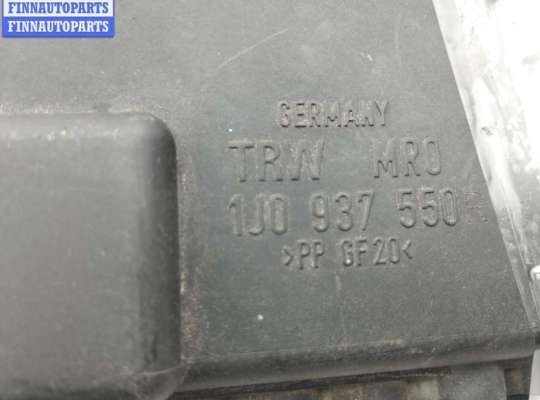 FINNAUTOPARTS
FINNAUTOPARTS
GERMANY
TRW MRO
1J0 937 550
>PP GF20<